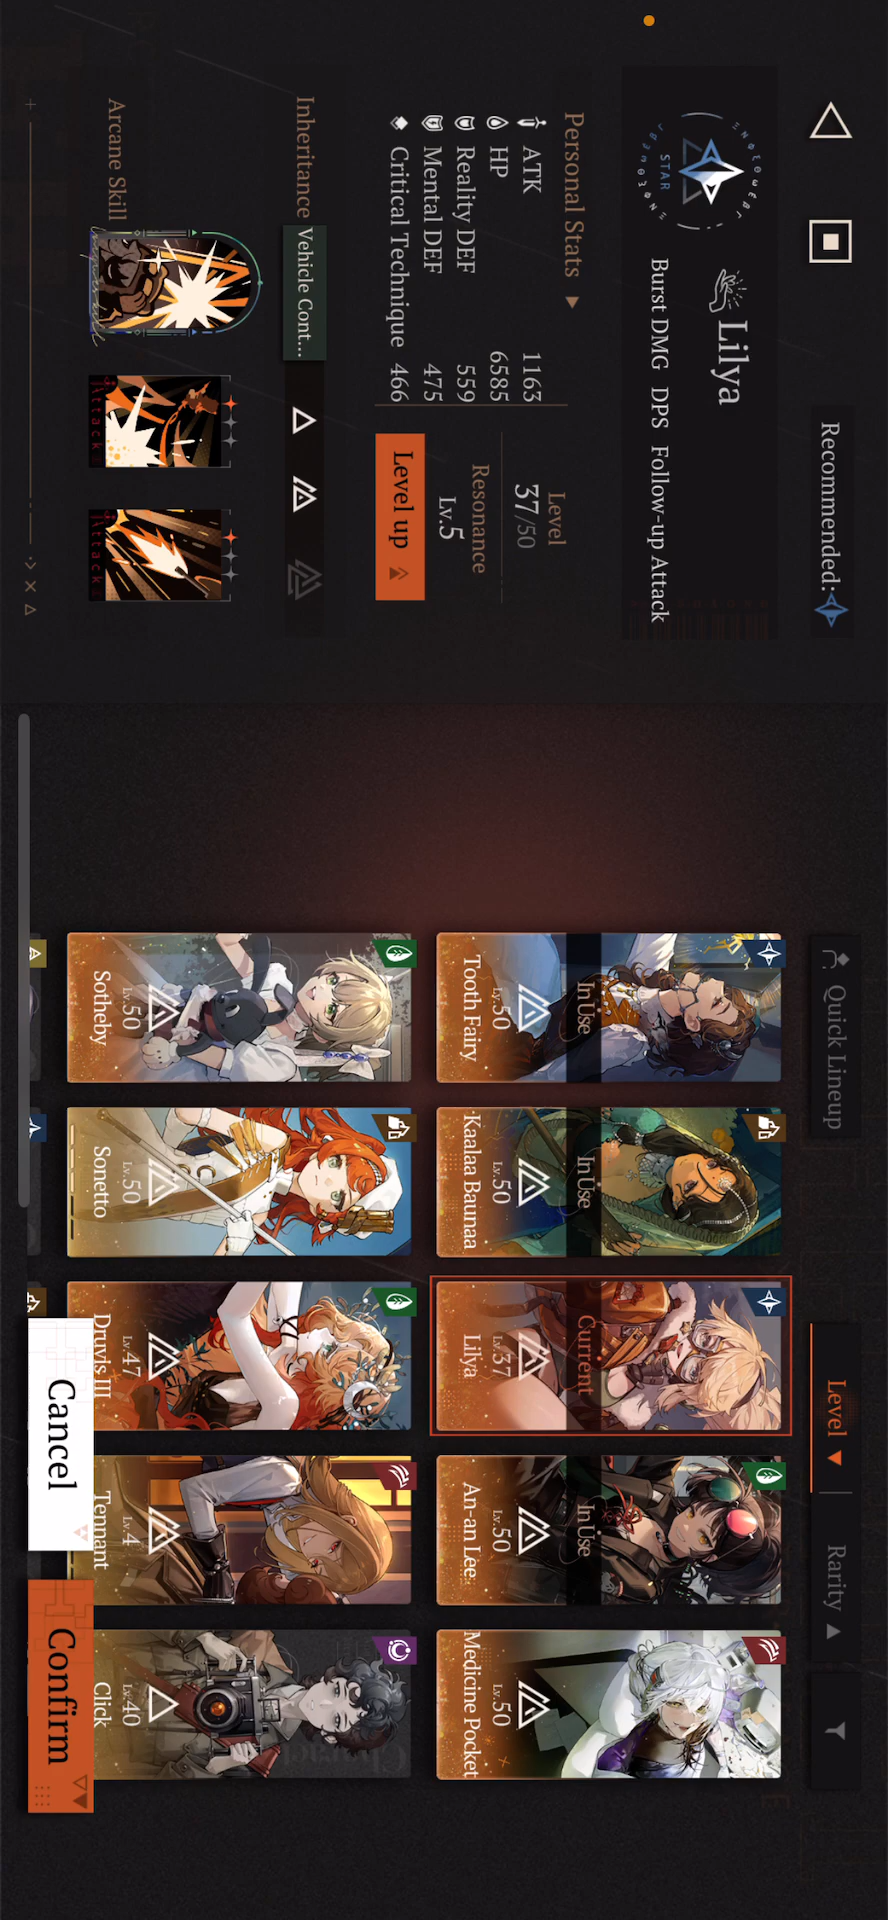 Recommended:
STAR
Lilya
Burst DMG DPS Follow-up Attack
Personal Stats
ATK 1163
HP 6585
Reality DEF 559
Mental DEF 475
Critical Technique 466
Level
37/50
Resonance
Lv.5
Level up
Inheritance
Vehicle Cont...
Arcane Skill
Attack
Attack
Quick Lineup
Level
Rarity
In Use
Lv.50
Tooth Fairy
In Use
Lv.50
Kaalaa Baunaa
Current
Lv.37
Lilya
In Use
Lv.50
An-an Lee
Lv.50
Medicine Pocket
Lv.50
Sotheby
Lv.50
Sonetto
Lv.47
Druvis III
Lv.4
Tennant
Lv.40
Click
Cancel
Confirm